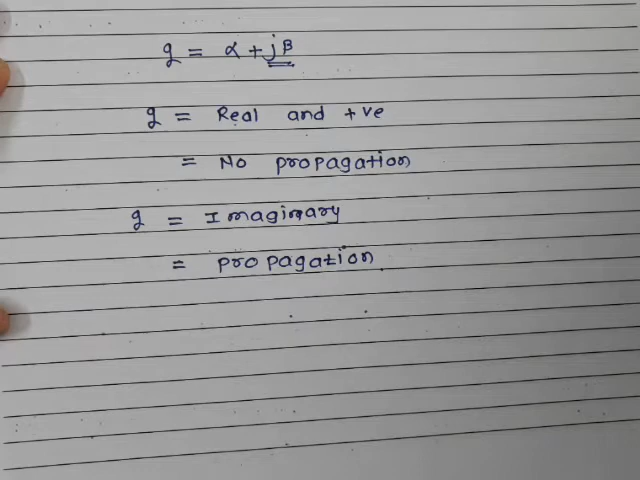 g = α + jβ
g = Real and +ve
= No propagation
g = Imaginary
= propagation